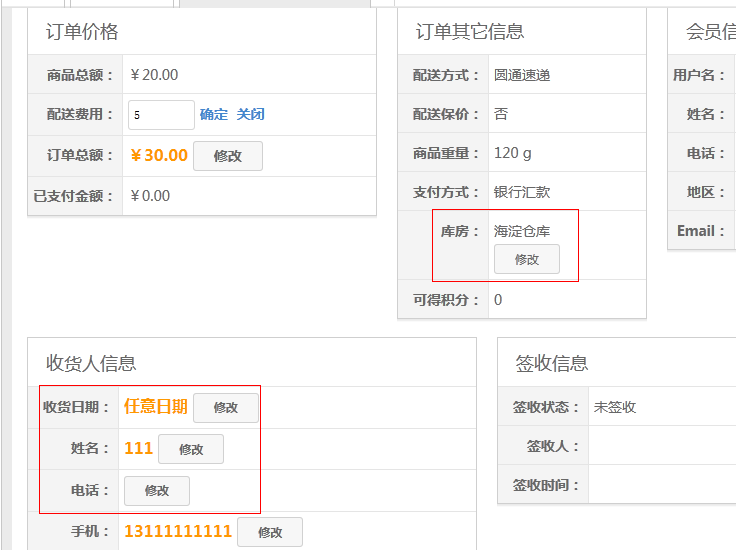 订单价格
商品总额： ￥20.00
配送费用： 5 确定 关闭
订单总额： ￥30.00 修改
已支付金额： ￥0.00
订单其它信息
配送方式： 圆通速递
配送保价： 否
商品重量： 120 g
支付方式： 银行汇款
库房： 海淀仓库
修改
可得积分： 0
会员信
用户名：
姓名：
电话：
地区：
Email：
收货人信息
收货日期： 任意日期 修改
姓名： 111 修改
电话： 修改
手机： 13111111111 修改
签收信息
签收状态： 未签收
签收人：
签收时间：